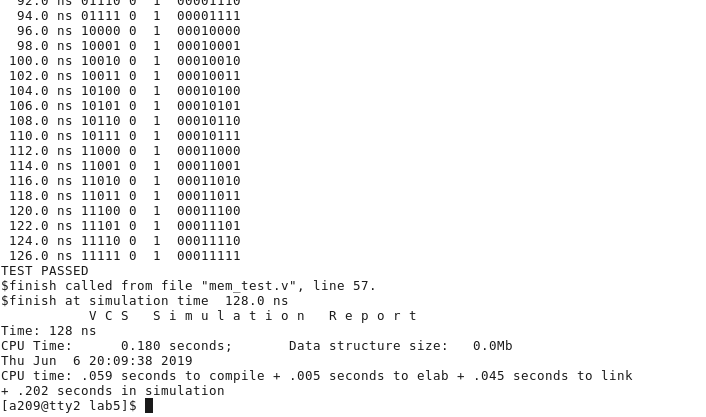 92.0 ns 01110 0  1  00001110
  94.0 ns 01111 0  1  00001111
  96.0 ns 10000 0  1  00010000
  98.0 ns 10001 0  1  00010001
 100.0 ns 10010 0  1  00010010
 102.0 ns 10011 0  1  00010011
 104.0 ns 10100 0  1  00010100
 106.0 ns 10101 0  1  00010101
 108.0 ns 10110 0  1  00010110
 110.0 ns 10111 0  1  00010111
 112.0 ns 11000 0  1  00011000
 114.0 ns 11001 0  1  00011001
 116.0 ns 11010 0  1  00011010
 118.0 ns 11011 0  1  00011011
 120.0 ns 11100 0  1  00011100
 122.0 ns 11101 0  1  00011101
 124.0 ns 11110 0  1  00011110
 126.0 ns 11111 0  1  00011111
TEST PASSED
$finish called from file "mem_test.v", line 57.
$finish at simulation time  128.0 ns
           V C S   S i m u l a t i o n   R e p o r t
Time: 128 ns
CPU Time:      0.180 seconds;       Data structure size:   0.0Mb
Thu Jun  6 20:09:38 2019
CPU time: .059 seconds to compile + .005 seconds to elab + .045 seconds to link
+ .202 seconds in simulation
[a209@tty2 lab5]$